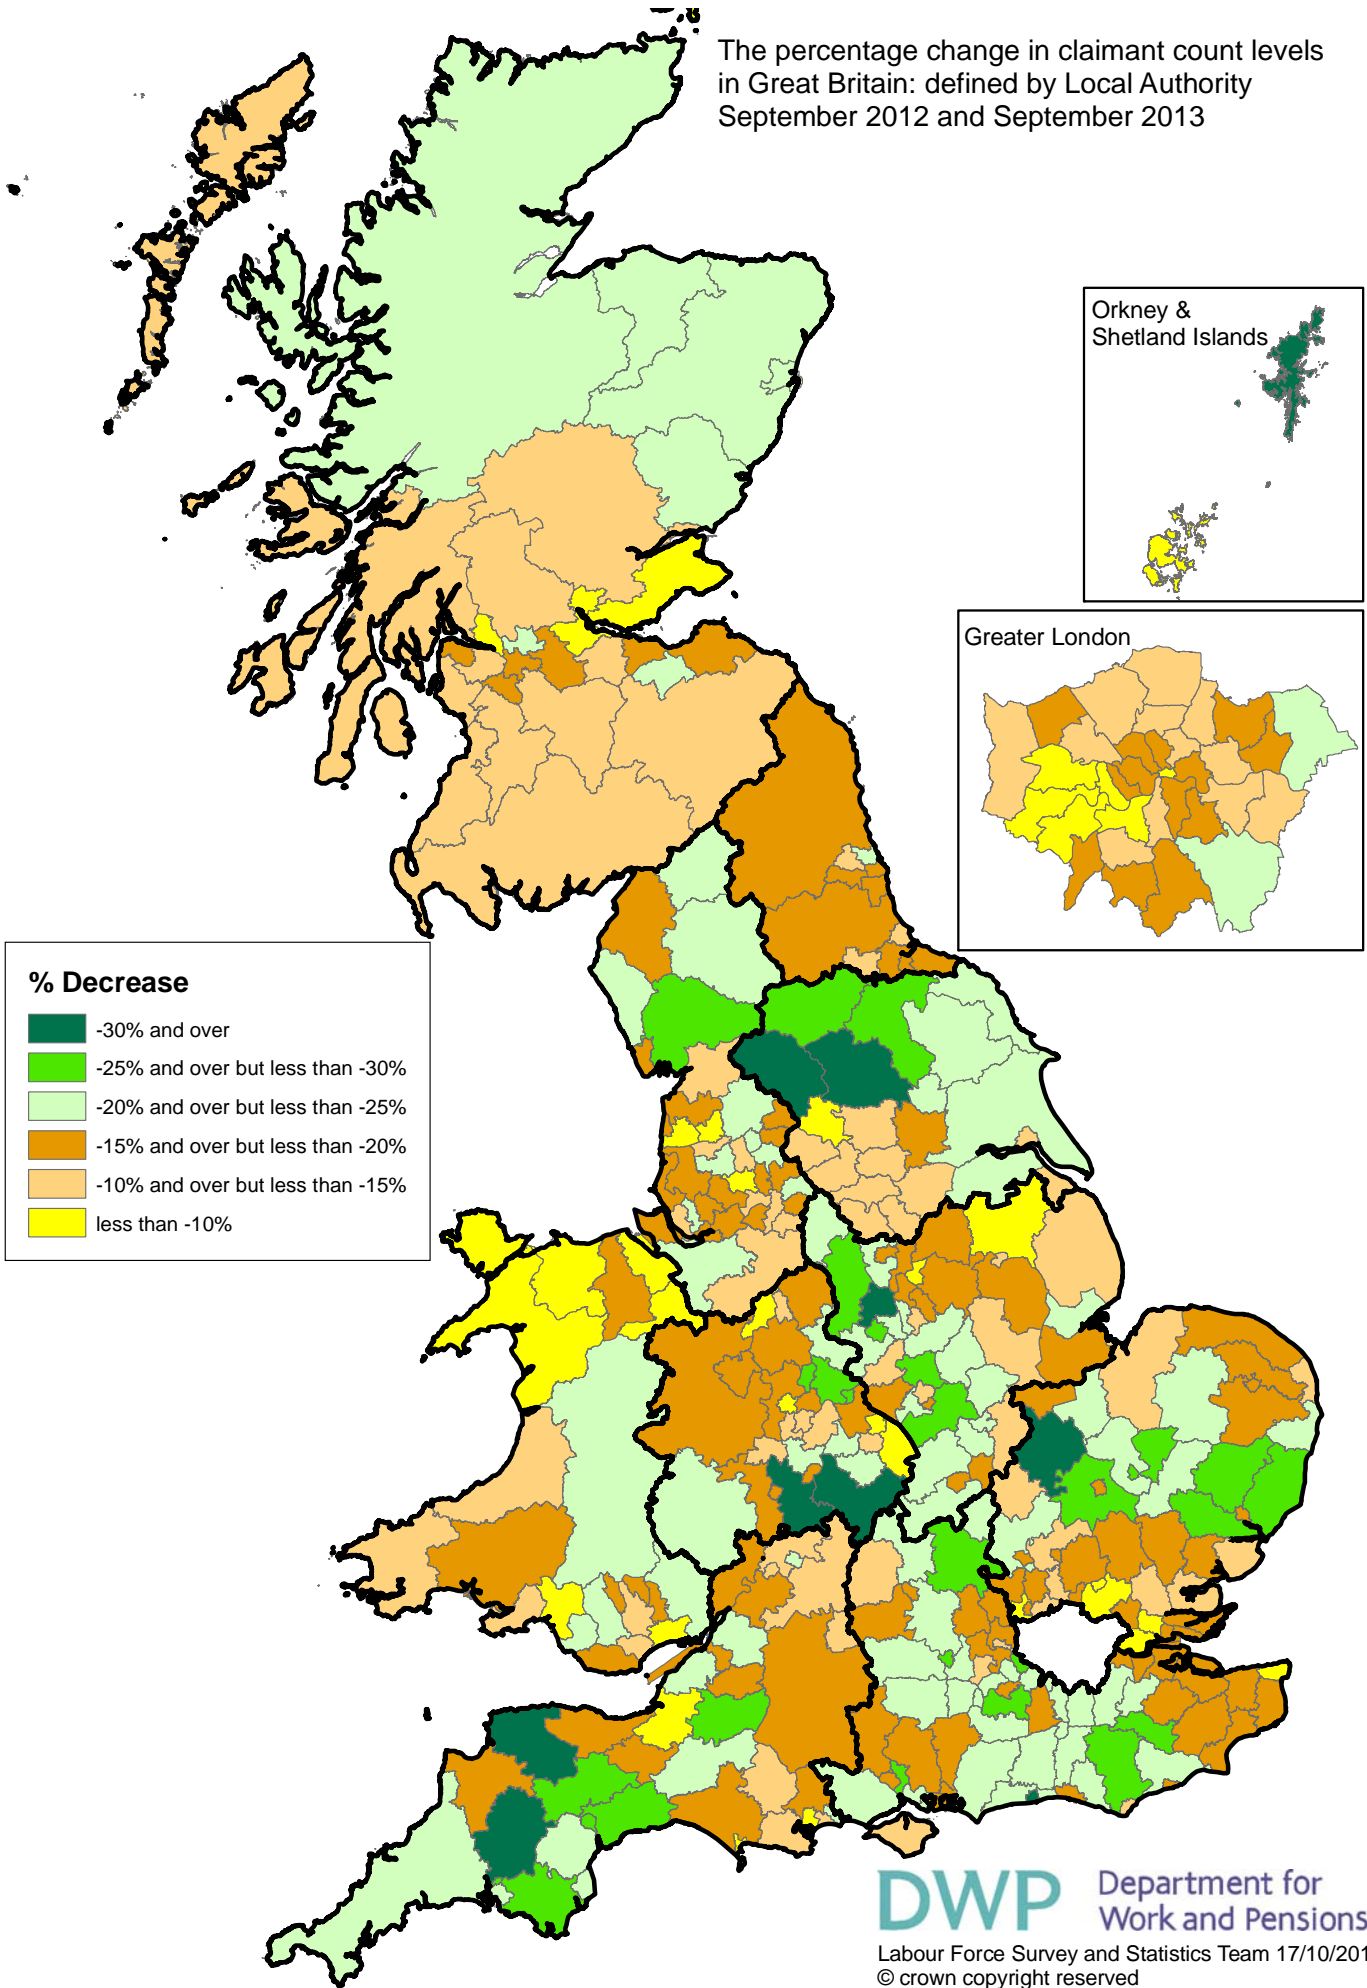 The percentage change in claimant count levels
in Great Britain: defined by Local Authority
September 2012 and September 2013
Orkney &
Shetland Islands
Greater London
% Decrease
-30% and over
-25% and over but less than -30%
-20% and over but less than -25%
-15% and over but less than -20%
-10% and over but less than -15%
less than -10%
DWP
Department for
Work and Pensions
Labour Force Survey and Statistics Team 17/10/201
© crown copyright reserved